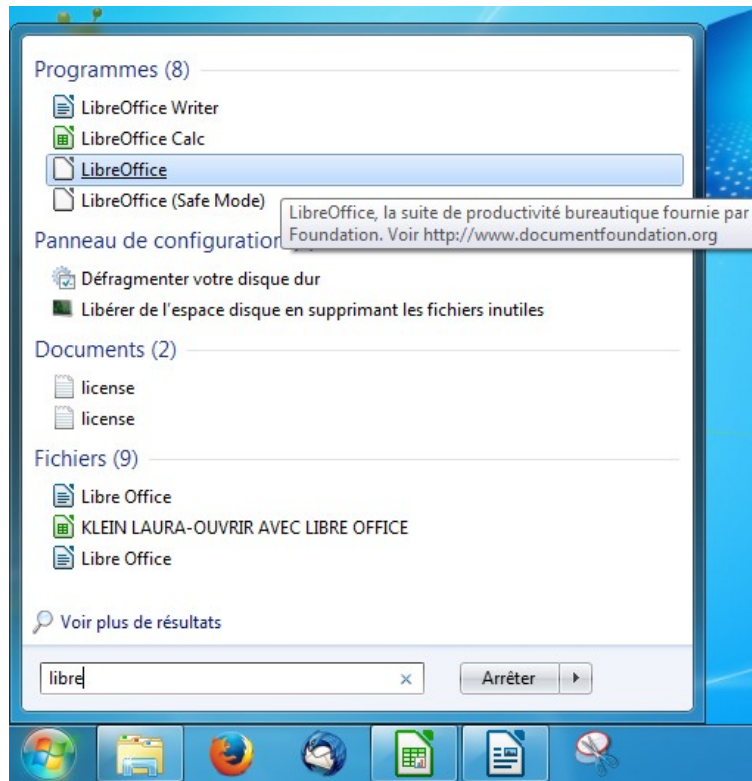 Programmes (8)
LibreOffice Writer
LibreOffice Calc
LibreOffice
LibreOffice (Safe Mode)
LibreOffice, la suite de productivité bureautique fournie par
Foundation. Voir http://www.documentfoundation.org
Panneau de configuration
Défragmenter votre disque dur
Libérer de l'espace disque en supprimant les fichiers inutiles
Documents (2)
license
license
Fichiers (9)
Libre Office
KLEIN LAURA-OUVRIR AVEC LIBRE OFFICE
Libre Office
Voir plus de résultats
libre
Arrêter